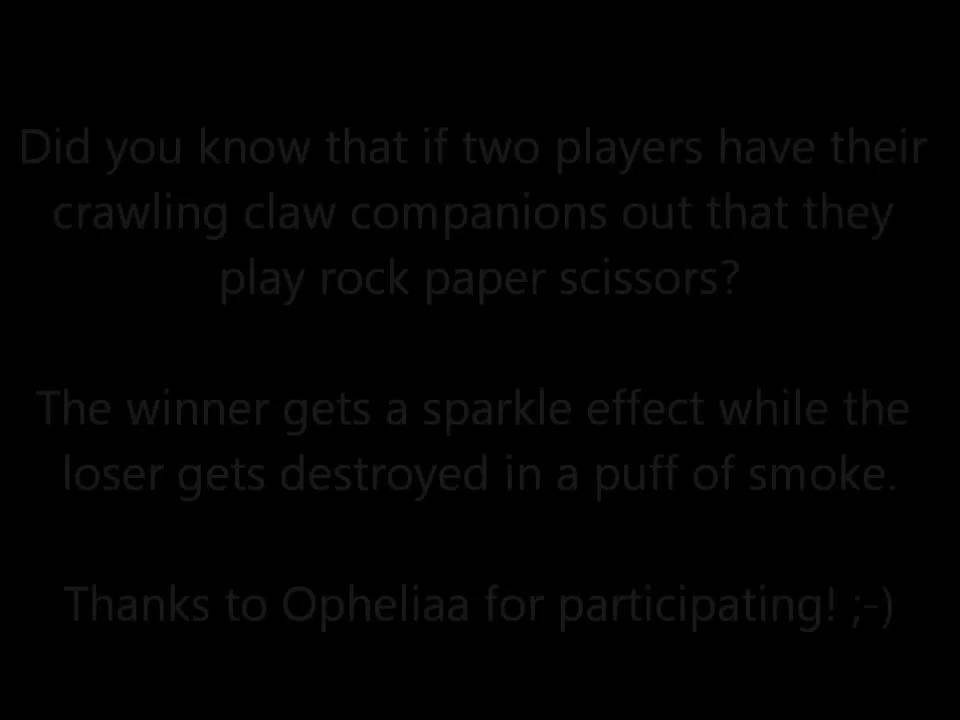 Did you know that if two players have their
crawling claw companions out that they
play rock paper scissors?
The winner gets a sparkle effect while the
loser gets destroyed in a puff of smoke.
Thanks to Opheliaa for participating! ;-)